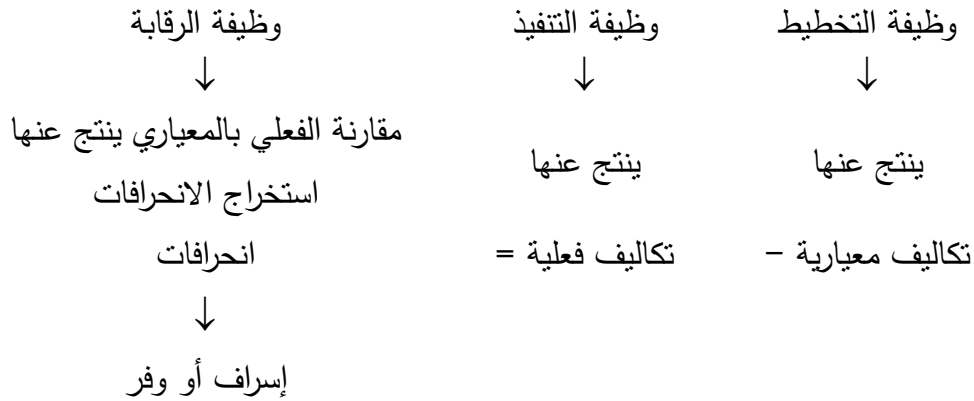 وظيفة التخطيط وظيفة التنفيذ وظيفة الرقابة
↓ ↓ ↓
ينتج عنها ينتج عنها مقارنة الفعلي بالمعياري ينتج عنها
استخراج الانحرافات
تكاليف معيارية – تكاليف فعلية = انحرافات
↓
إسراف أو وفر